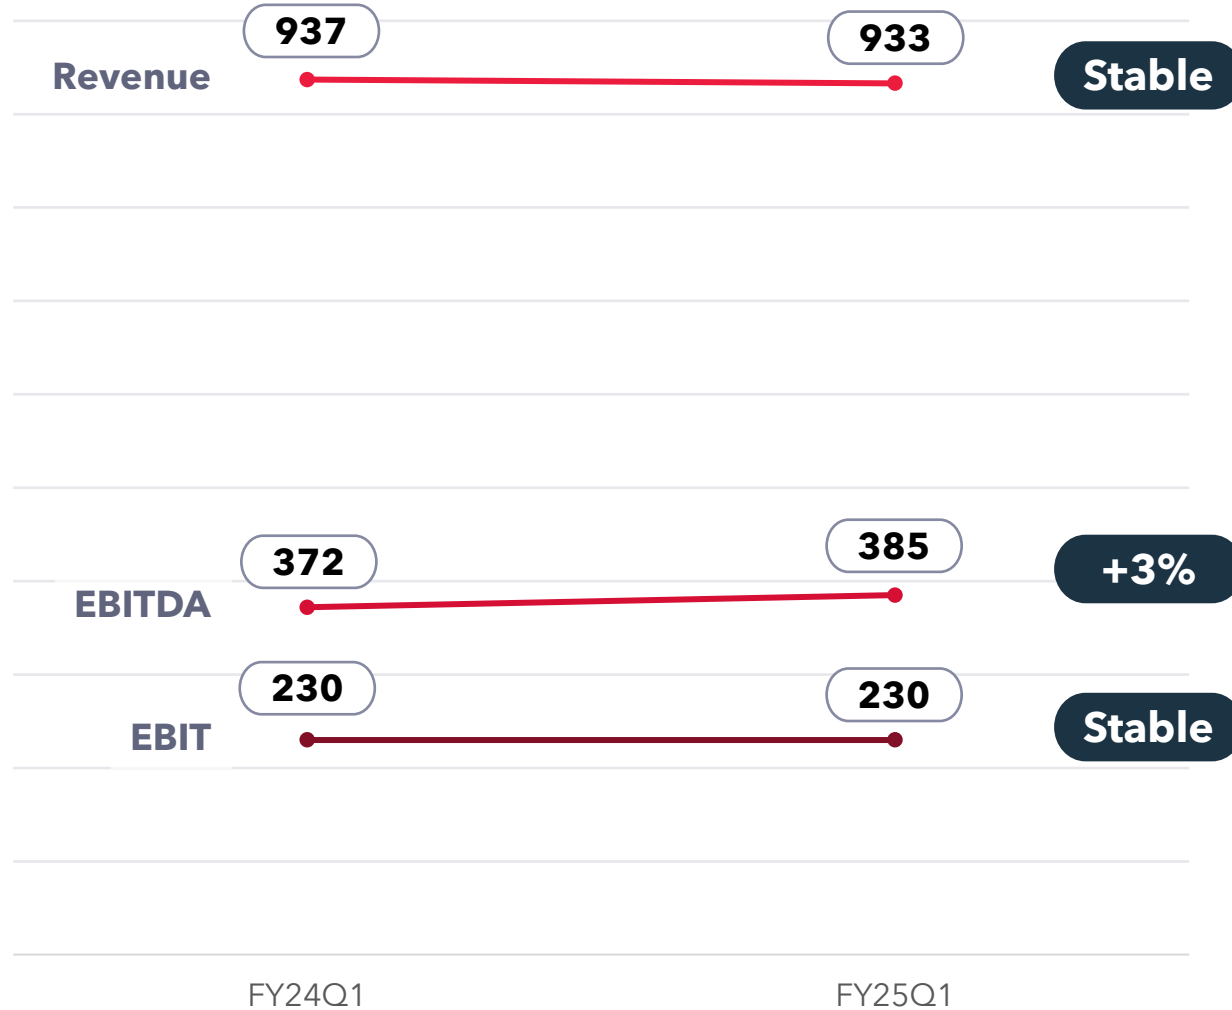 937
933
Revenue
Stable
372
385
+3%
EBITDA
230
230
EBIT
Stable
FY24Q1
FY25Q1